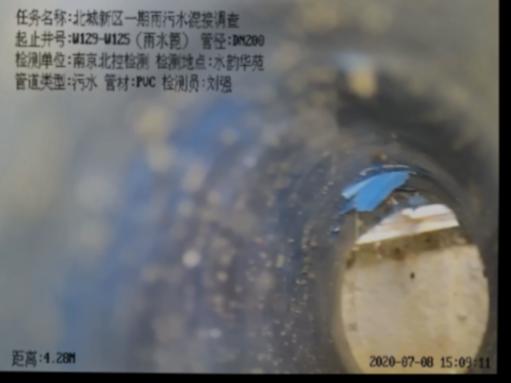 任务名称:北城新区一期雨污水混接调查
起止井号:W129-W125（雨水篦） 管径:DN200
检测单位:南京北控检测 检测地点:水韵华苑
管道类型:污水 管材:PVC 检测员:刘强
距离:4.28M
2020-07-08 15:09:11